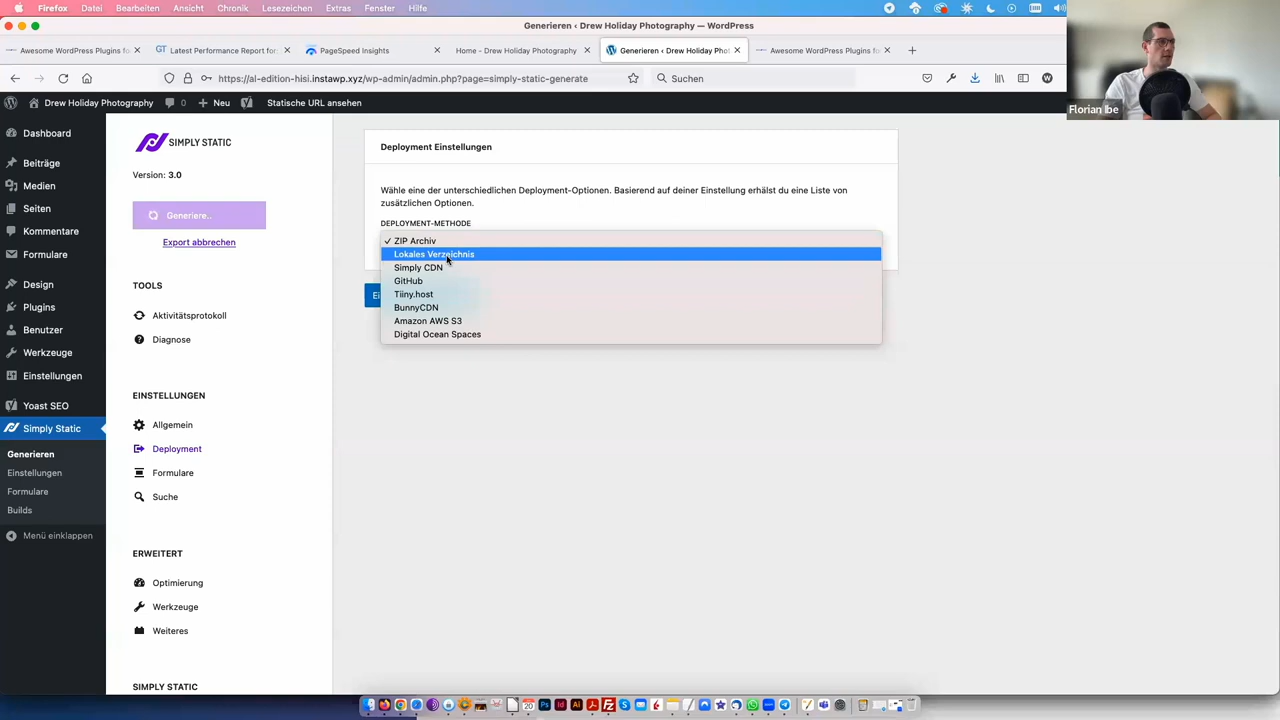 Firefox Datei Bearbeiten Ansicht Chronik Lesezeichen Extras Fenster Hilfe
Generieren ‹ Drew Holiday Photography — WordPress
Awesome WordPress Plugins fo
Latest Performance Report for:
PageSpeed Insights
Home - Drew Holiday Photography
Generieren ‹ Drew Holiday Phot
Awesome WordPress Plugins fo
https://al-edition-hisi.instawp.xyz/wp-admin/admin.php?page=simply-static-generate
Suchen
Florian Ibe
Drew Holiday Photography 0 Neu Statische URL ansehen
Dashboard
Beiträge
Medien
Seiten
Kommentare
Formulare
Design
Plugins
Benutzer
Werkzeuge
Einstellungen
Yoast SEO
Simply Static
Generieren
Einstellungen
Formulare
Builds
Menü einklappen
SIMPLY STATIC
Version: 3.0
Generiere..
Export abbrechen
TOOLS
Aktivitätsprotokoll
Diagnose
EINSTELLUNGEN
Allgemein
Deployment
Formulare
Suche
ERWEITERT
Optimierung
Werkzeuge
Weiteres
SIMPLY STATIC
Deployment Einstellungen
Wähle eine der unterschiedlichen Deployment-Optionen. Basierend auf deiner Einstellung erhälst du eine Liste von
zusätzlichen Optionen.
DEPLOYMENT-METHODE
✓ ZIP Archiv
Lokales Verzeichnis
Simply CDN
GitHub
Tiiny.host
BunnyCDN
Amazon AWS S3
Digital Ocean Spaces
Ei